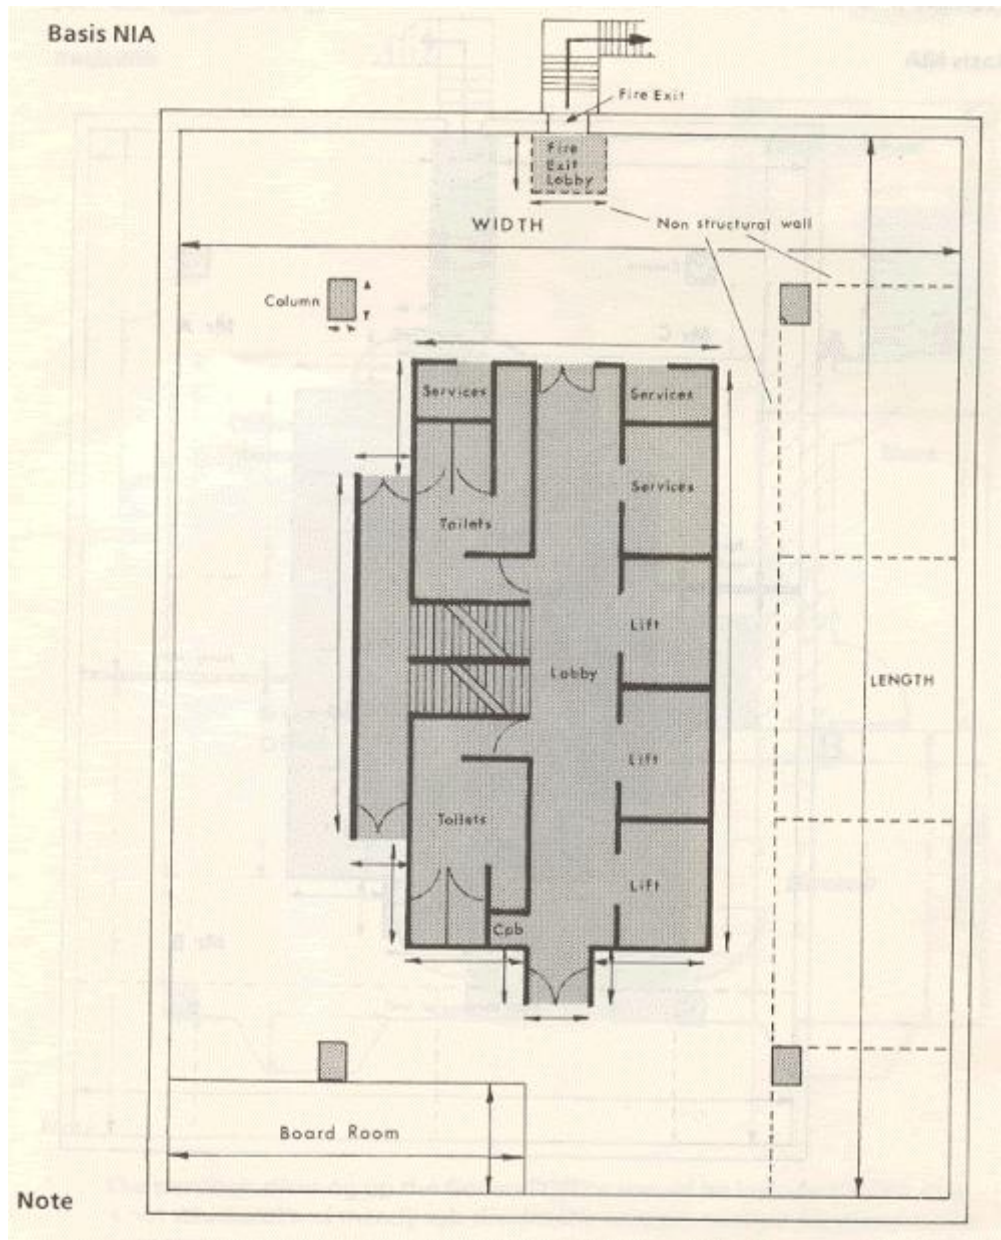 Basis NIA
Fire Exit
Fire
Exit
Lobby
WIDTH
Non structural wall
Column
Services
Services
Services
Toilets
Lift
Lobby
LENGTH
Lift
Toilets
Lift
Cpb
Board Room
Note